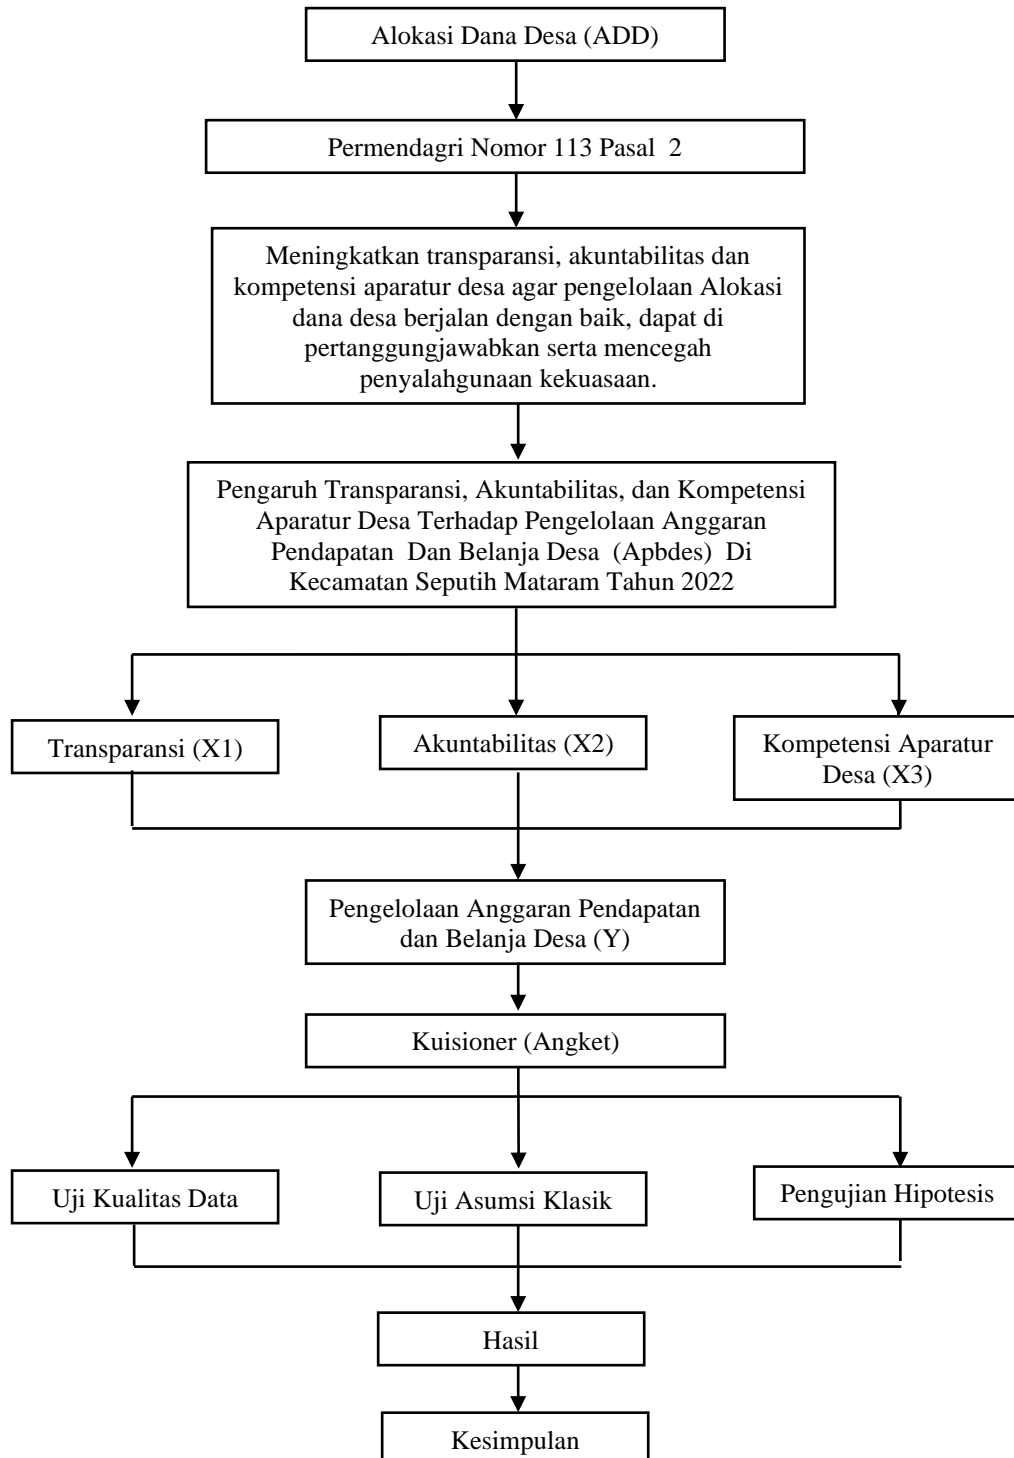 Alokasi Dana Desa (ADD)
Permendagri Nomor 113 Pasal 2
Meningkatkan transparansi, akuntabilitas dan
kompetensi aparatur desa agar pengelolaan Alokasi
dana desa berjalan dengan baik, dapat di
pertanggungjawabkan serta mencegah
penyalahgunaan kekuasaan.
Pengaruh Transparansi, Akuntabilitas, dan Kompetensi
Aparatur Desa Terhadap Pengelolaan Anggaran
Pendapatan Dan Belanja Desa (Apbdes) Di
Kecamatan Seputih Mataram Tahun 2022
Transparansi (X1)
Akuntabilitas (X2)
Kompetensi Aparatur
Desa (X3)
Pengelolaan Anggaran Pendapatan
dan Belanja Desa (Y)
Kuisioner (Angket)
Uji Kualitas Data
Uji Asumsi Klasik
Pengujian Hipotesis
Hasil
Kesimpulan